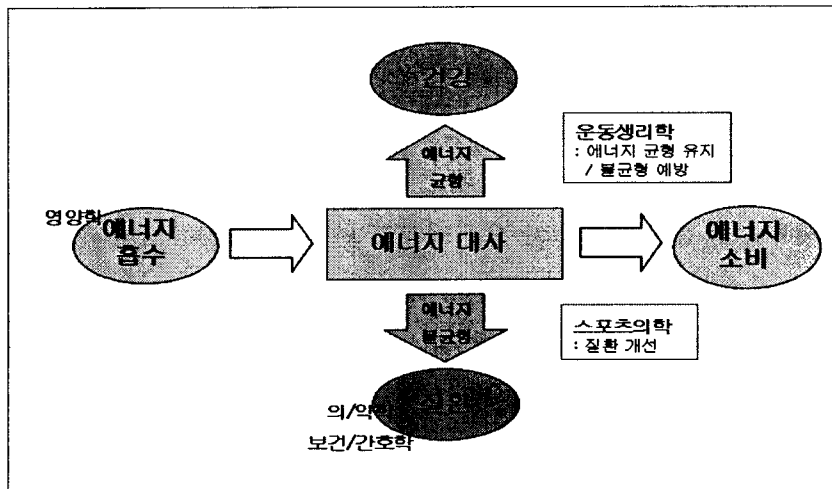 건강
에너지
균형
운동생리학
: 에너지 균형 유지
/ 불균형 예방
영양학
에너지
흡수
에너지 대사
에너지
소비
에너지
불균형
스포츠의학
: 질환 개선
의/약학
보건/간호학